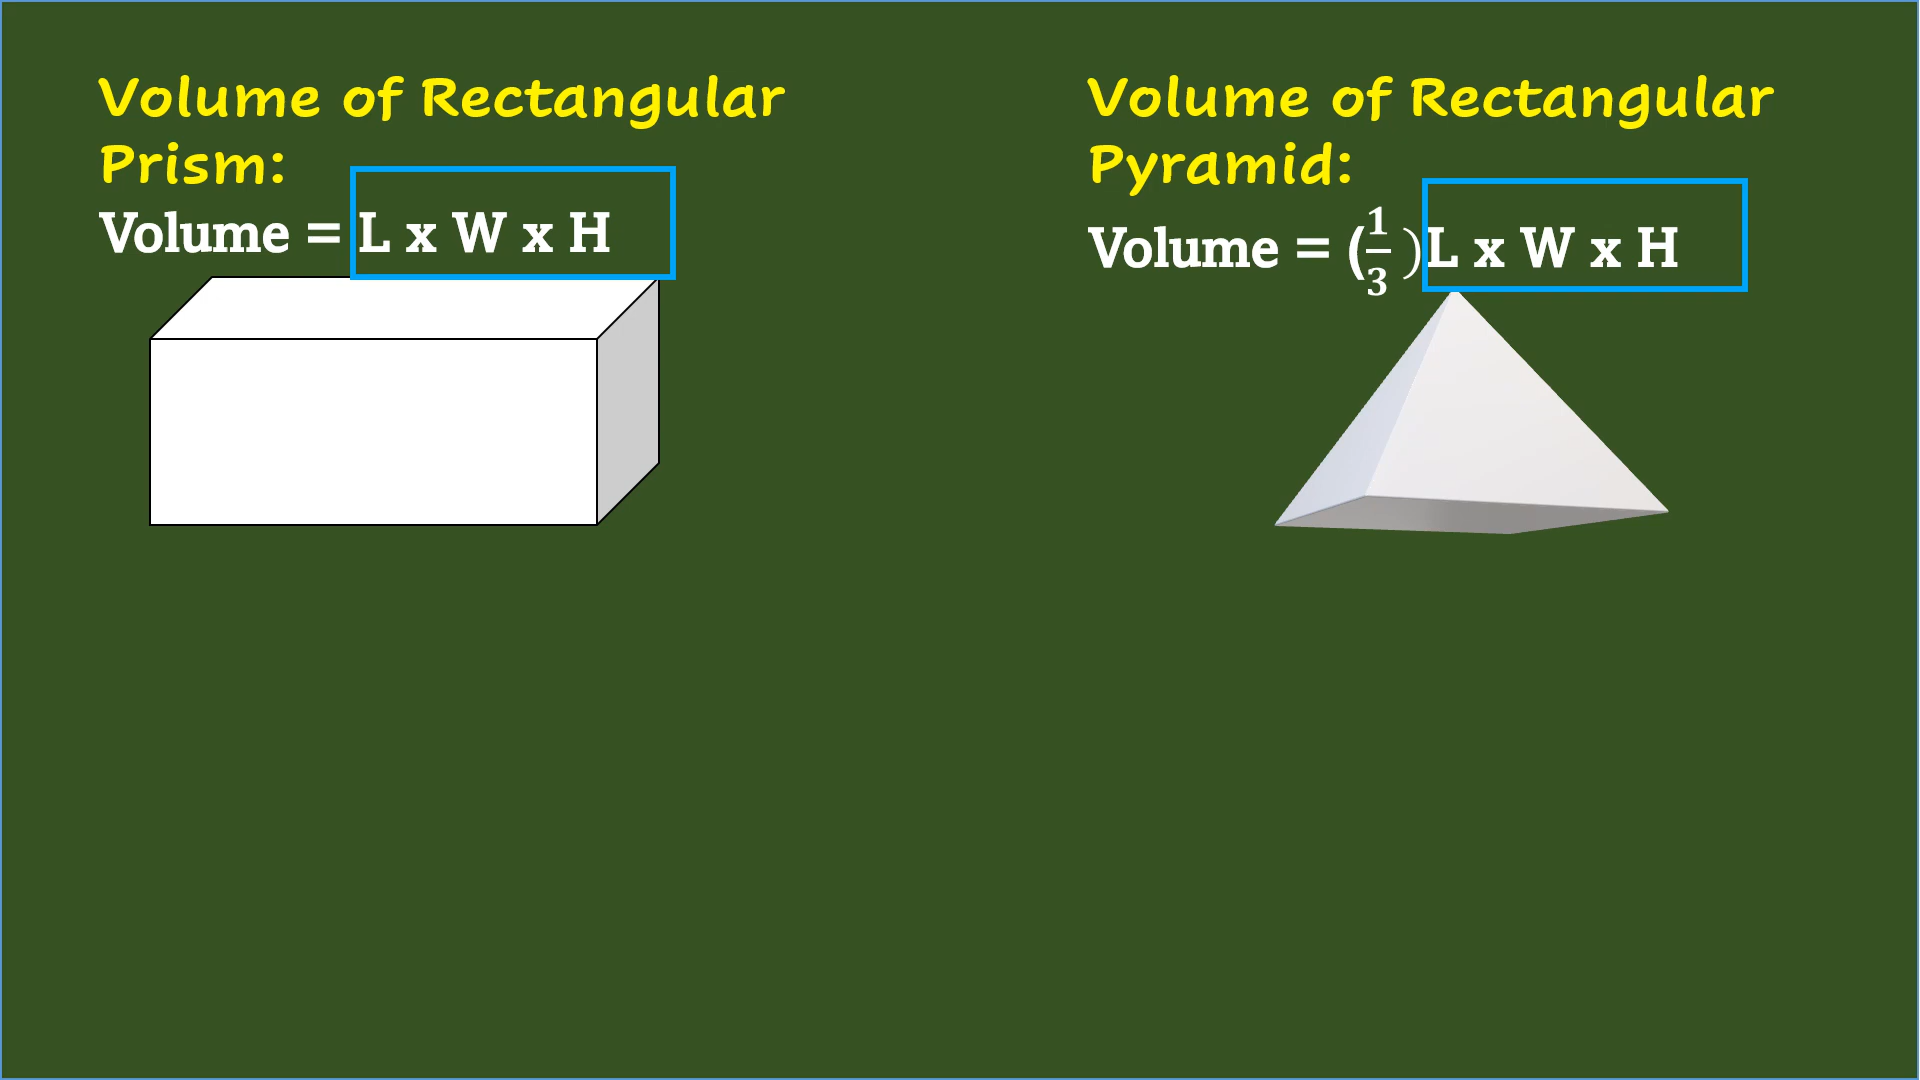 Volume of Rectangular
Prism:
Volume = L x W x H
Volume of Rectangular
Pyramid:
Volume = (1/3 )L x W x H